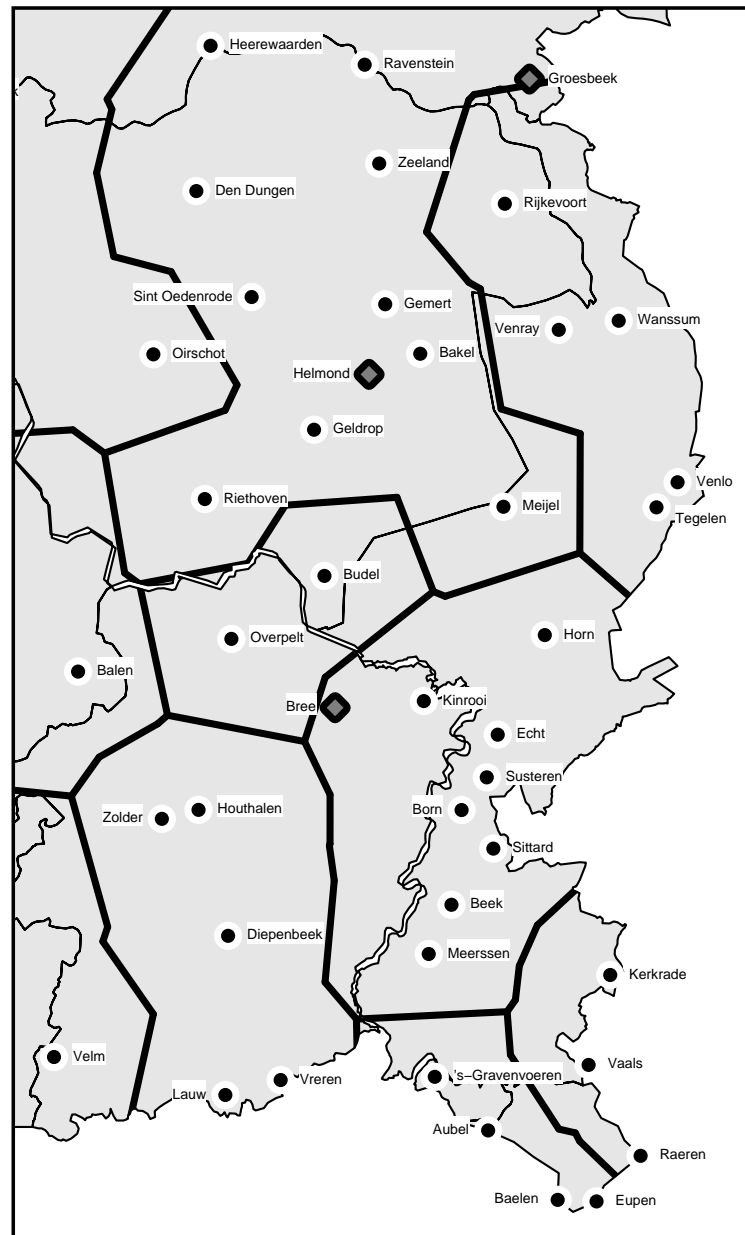 Heerewaarden
Ravenstein
Groesbeek
Zeeland
Den Dungen
Rijkevoort
Sint Oedenrode
Gemert
Wanssum
Venray
Oirschot
Bakel
Helmond
Geldrop
Venlo
Riethoven
Meijel
Tegelen
Budel
Horn
Overpelt
Balen
Kinrooi
Bree
Echt
Susteren
Houthalen
Born
Zolder
Sittard
Beek
Diepenbeek
Meerssen
Kerkrade
Velm
Vaals
's–Gravenvoeren
Vreren
Lauw
Aubel
Raeren
Baelen
Eupen